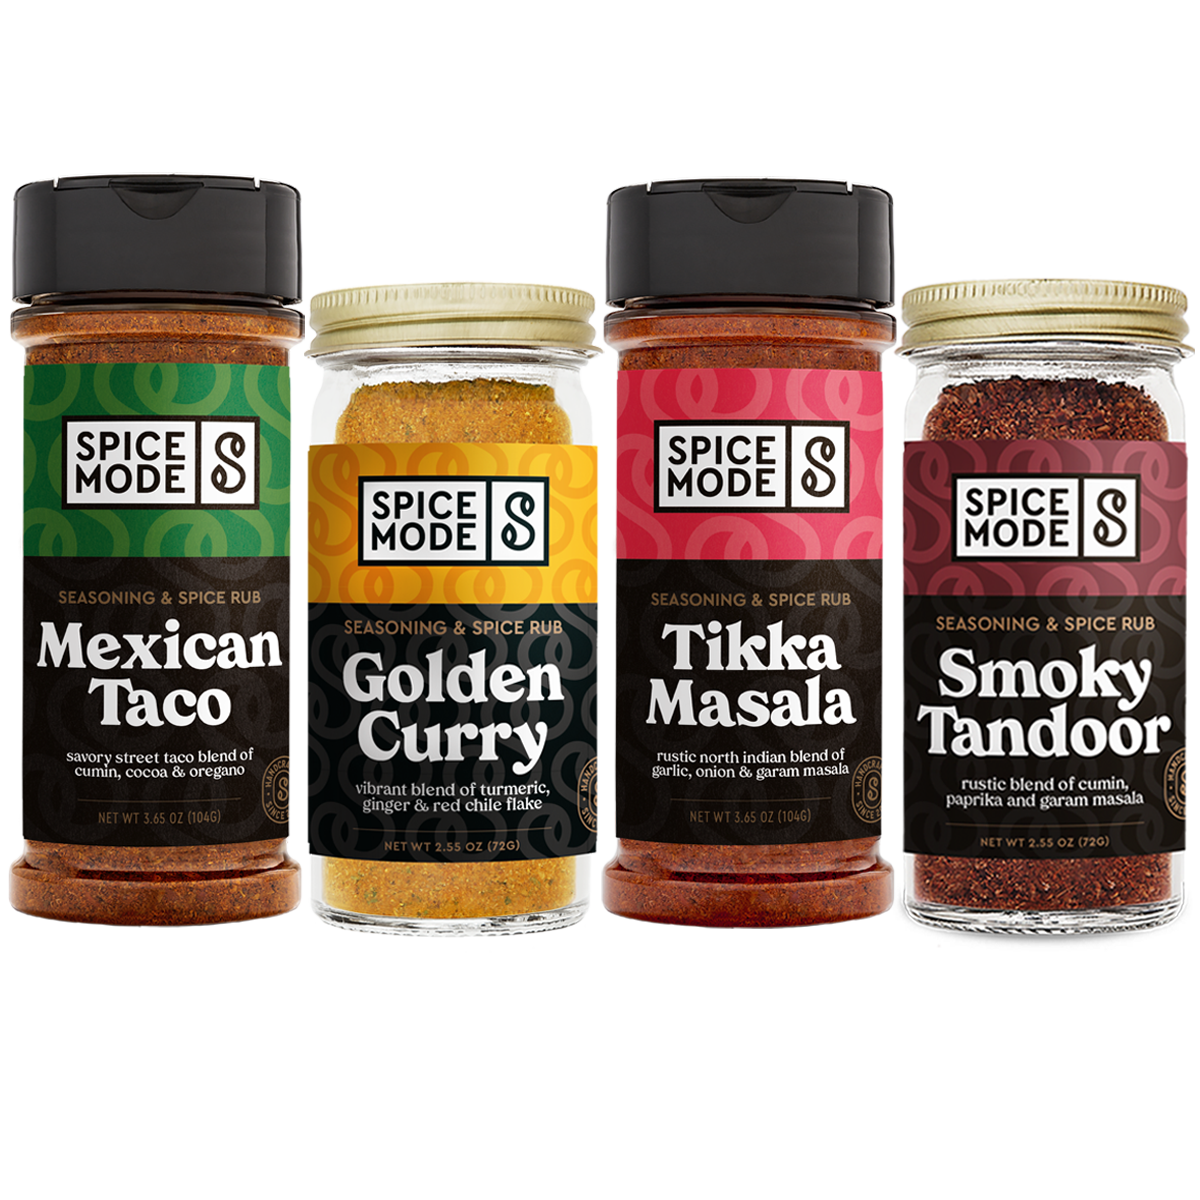 SPICE
MODE
S
SEASONING & SPICE RUB
Mexican
Taco
savory street taco blend of
cumin, cocoa & oregano
NET WT 3.65 OZ (104G)
SPICE
MODE
S
SEASONING & SPICE RUB
Golden
Curry
vibrant blend of turmeric,
ginger & red chile flake
NET WT 2.55 OZ (72G)
SPICE
MODE
S
SEASONING & SPICE RUB
Tikka
Masala
rustic north indian blend of
garlic, onion & garam masala
NET WT 3.65 OZ (104G)
SPICE
MODE
S
SEASONING & SPICE RUB
Smoky
Tandoor
rustic blend of cumin,
paprika and garam masala
NET WT 2.55 OZ (72G)